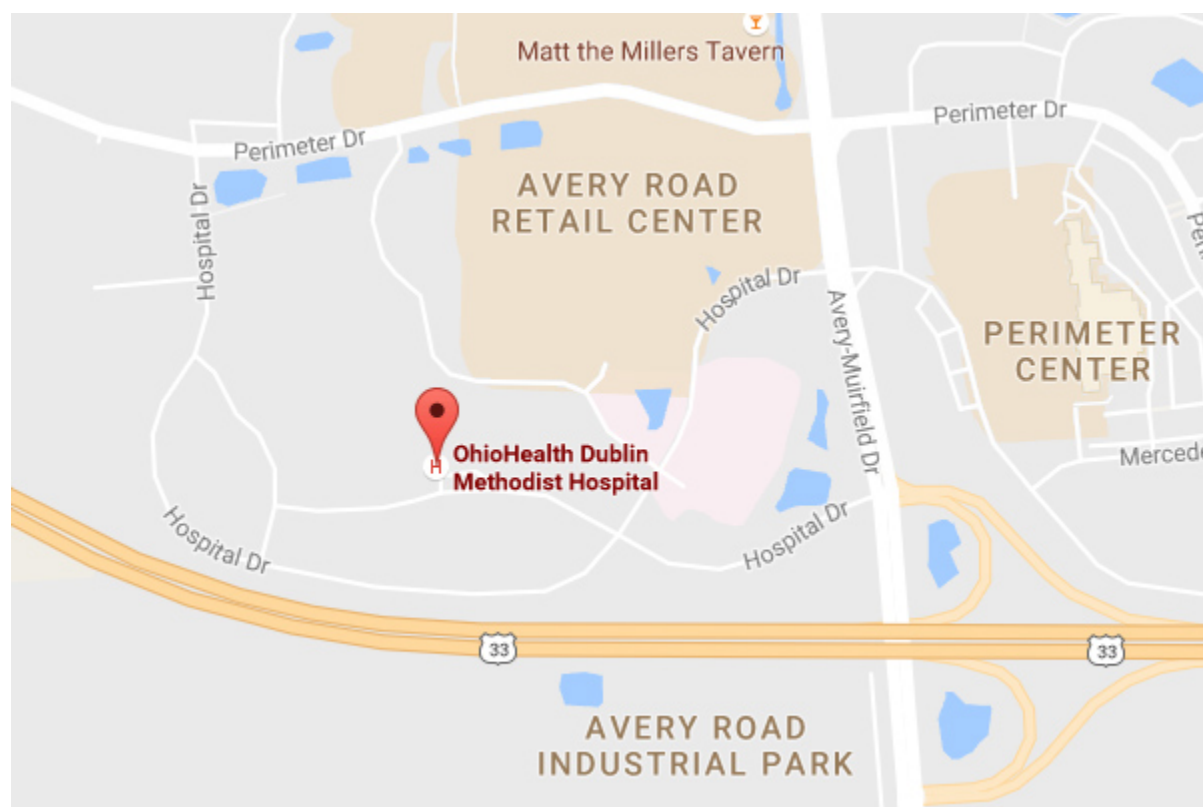 Matt the Millers Tavern
Perimeter Dr
Perimeter Dr
AVERY ROAD
RETAIL CENTER
Hospital Dr
Hospital Dr
Avery-Muirfield Dr
PERIMETER
CENTER
H
OhioHealth Dublin
Methodist Hospital
Hospital Dr
Hospital Dr
33
33
AVERY ROAD
INDUSTRIAL PARK